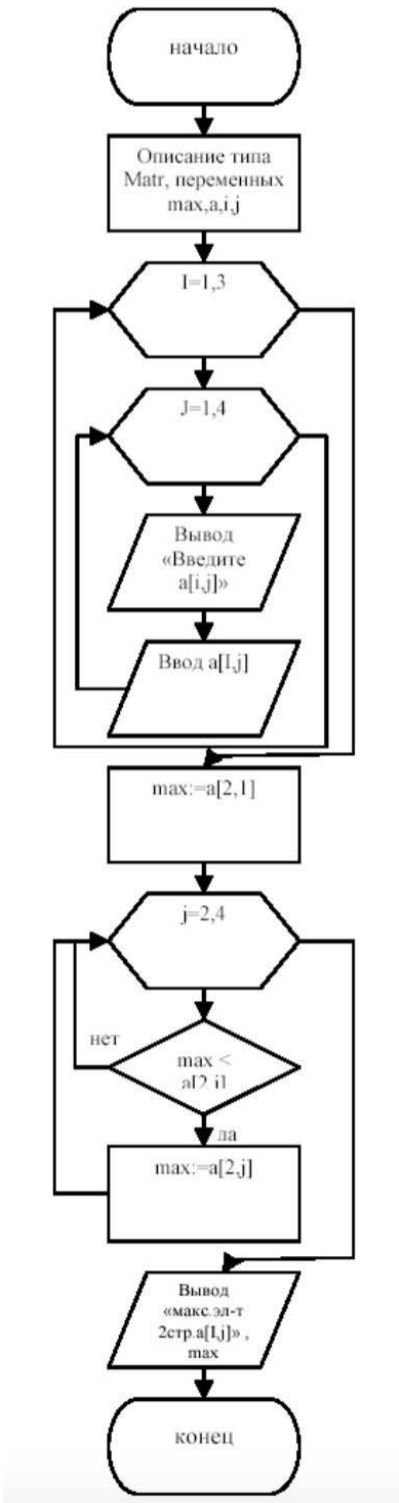 начало
Описание типа
Matr, переменных
max,a,i,j
I=1,3
J=1,4
Вывод
«Введите
a[i,j]»
Ввод a[I,j]
max:=a[2,1]
j=2,4
нет
max <
a[2,j]
да
max:=a[2,j]
Вывод
«макс.эл-т
2стр.a[I,j]» ,
max
конец